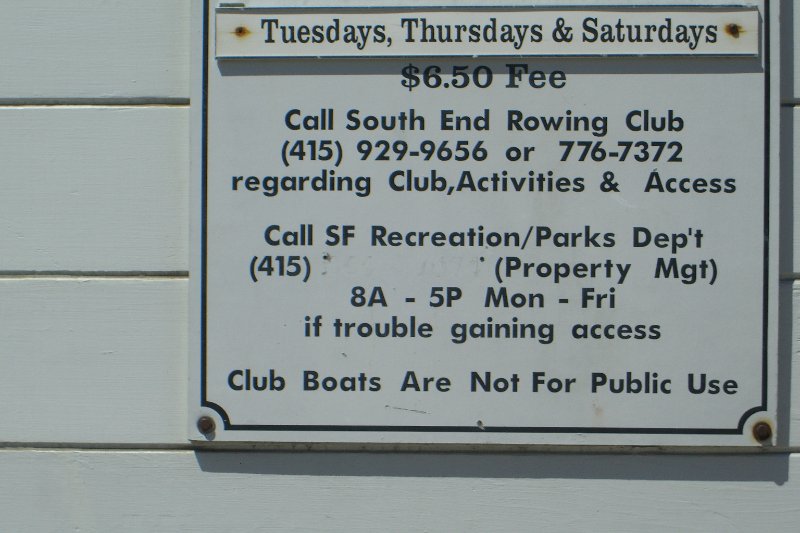 Tuesdays, Thursdays & Saturdays
$6.50 Fee
Call South End Rowing Club
(415) 929-9656 or 776-7372
regarding Club,Activities & Access
Call SF Recreation/Parks Dep't
(415) (Property Mgt)
8A - 5P Mon - Fri
if trouble gaining access
Club Boats Are Not For Public Use